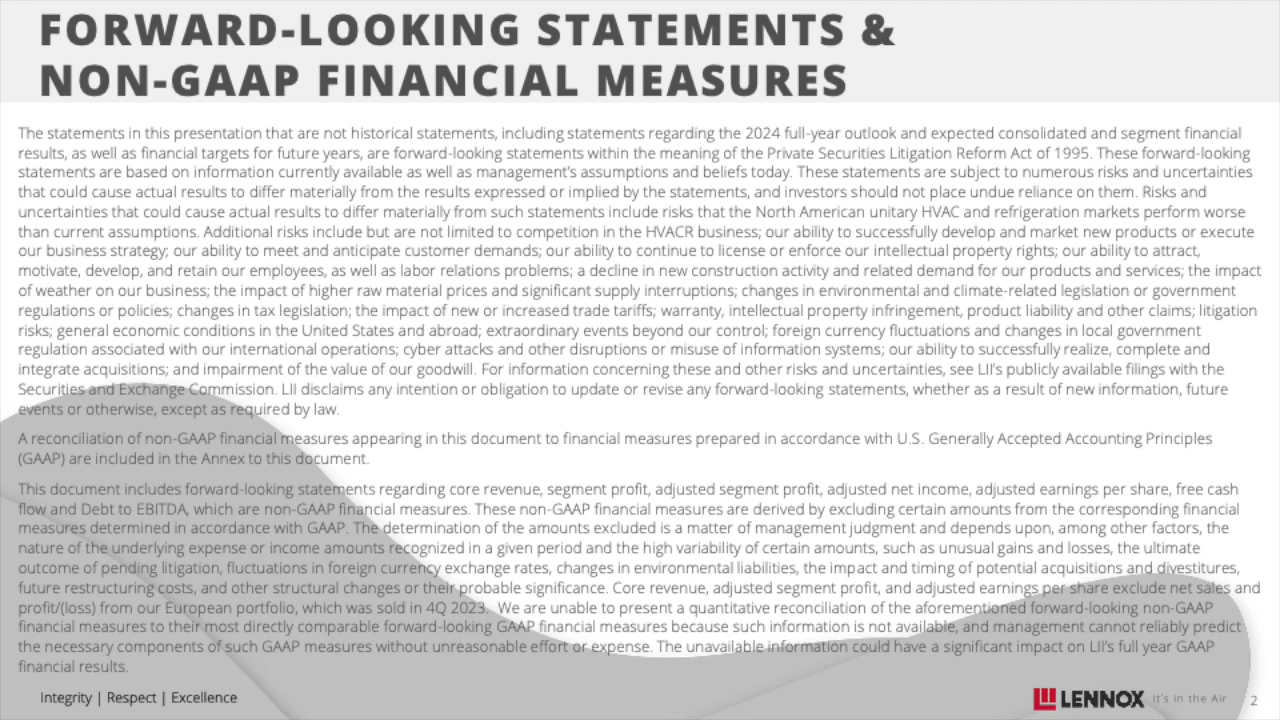 FORWARD-LOOKING STATEMENTS &
NON-GAAP FINANCIAL MEASURES
The statements in this presentation that are not historical statements, including statements regarding the 2024 full-year outlook and expected consolidated and segment financial
results, as well as financial targets for future years, are forward-looking statements within the meaning of the Private Securities Litigation Reform Act of 1995. These forward-looking
statements are based on information currently available as well as management's assumptions and beliefs today. These statements are subject to numerous risks and uncertainties
that could cause actual results to differ materially from the results expressed or implied by the statements, and investors should not place undue reliance on them. Risks and
uncertainties that could cause actual results to differ materially from such statements include risks that the North American unitary HVAC and refrigeration markets perform worse
than current assumptions. Additional risks include but are not limited to competition in the HVACR business; our ability to successfully develop and market new products or execute
our business strategy; our ability to meet and anticipate customer demands; our ability to continue to license or enforce our intellectual property rights; our ability to attract,
motivate, develop, and retain our employees, as well as labor relations problems; a decline in new construction activity and related demand for our products and services; the impact
of weather on our business; the impact of higher raw material prices and significant supply interruptions; changes in environmental and climate-related legislation or government
regulations or policies; changes in tax legislation; the impact of new or increased trade tariffs; warranty, intellectual property infringement, product liability and other claims; litigation
risks; general economic conditions in the United States and abroad; extraordinary events beyond our control; foreign currency fluctuations and changes in local government
regulation associated with our international operations; cyber attacks and other disruptions or misuse of information systems; our ability to successfully realize, complete and
integrate acquisitions; and impairment of the value of our goodwill. For information concerning these and other risks and uncertainties, see LII's publicly available filings with the
Securities and Exchange Commission. LII disclaims any intention or obligation to update or revise any forward-looking statements, whether as a result of new information, future
events or otherwise, except as required by law.
A reconciliation of non-GAAP financial measures appearing in this document to financial measures prepared in accordance with U.S. Generally Accepted Accounting Principles
(GAAP) are included in the Annex to this document.
This document includes forward-looking statements regarding core revenue, segment profit, adjusted segment profit, adjusted net income, adjusted earnings per share, free cash
flow and Debt to EBITDA, which are non-GAAP financial measures. These non-GAAP financial measures are derived by excluding certain amounts from the corresponding financial
measures determined in accordance with GAAP. The determination of the amounts excluded is a matter of management judgment and depends upon, among other factors, the
nature of the underlying expense or income amounts recognized in a given period and the high variability of certain amounts, such as unusual gains and losses, the ultimate
outcome of pending litigation, fluctuations in foreign currency exchange rates, changes in environmental liabilities, the impact and timing of potential acquisitions and divestitures,
future restructuring costs, and other structural changes or their probable significance. Core revenue, adjusted segment profit, and adjusted earnings per share exclude net sales and
profit/(loss) from our European portfolio, which was sold in 4Q 2023. We are unable to present a quantitative reconciliation of the aforementioned forward-looking non-GAAP
financial measures to their most directly comparable forward-looking GAAP financial measures because such information is not available, and management cannot reliably predict
the necessary components of such GAAP measures without unreasonable effort or expense. The unavailable information could have a significant impact on LII's full year GAAP
financial results.
Integrity | Respect | Excellence
LENNOX It's in the Air 2